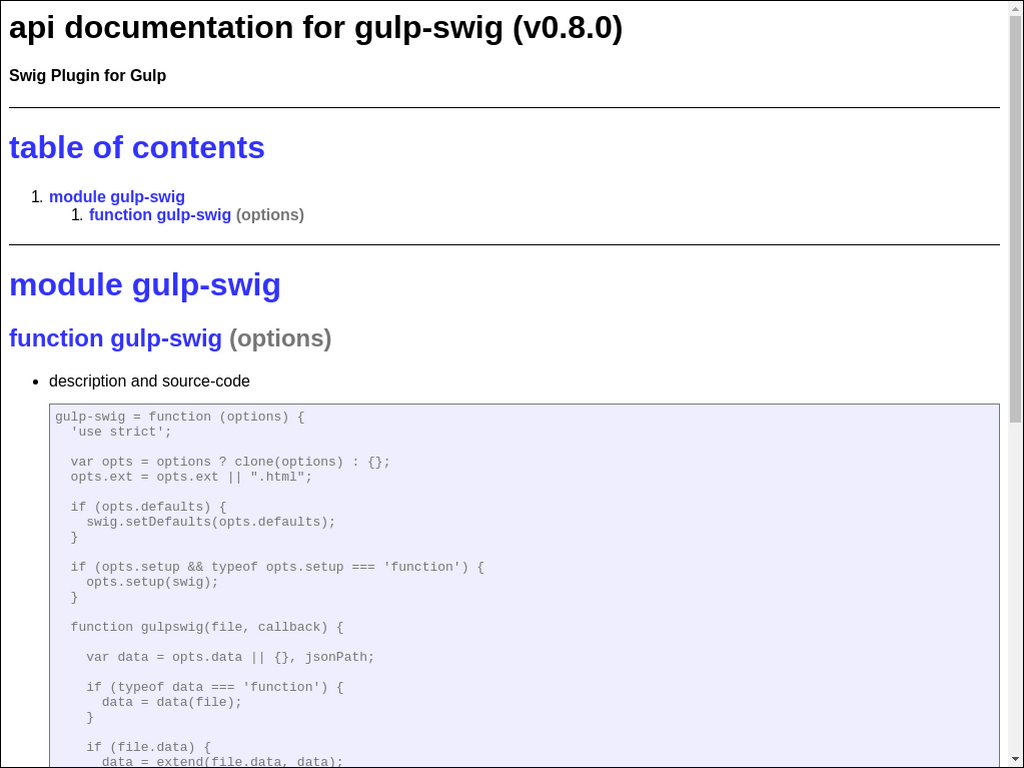 api documentation for gulp-swig (v0.8.0)
Swig Plugin for Gulp
table of contents
1. module gulp-swig
1. function gulp-swig (options)
module gulp-swig
function gulp-swig (options)
• description and source-code
gulp-swig = function (options) {
  'use strict';

  var opts = options ? clone(options) : {};
  opts.ext = opts.ext || ".html";

  if (opts.defaults) {
    swig.setDefaults(opts.defaults);
  }

  if (opts.setup && typeof opts.setup === 'function') {
    opts.setup(swig);
  }

  function gulpswig(file, callback) {

    var data = opts.data || {}, jsonPath;

    if (typeof data === 'function') {
      data = data(file);
    }

    if (file.data) {
      data = extend(file.data, data);